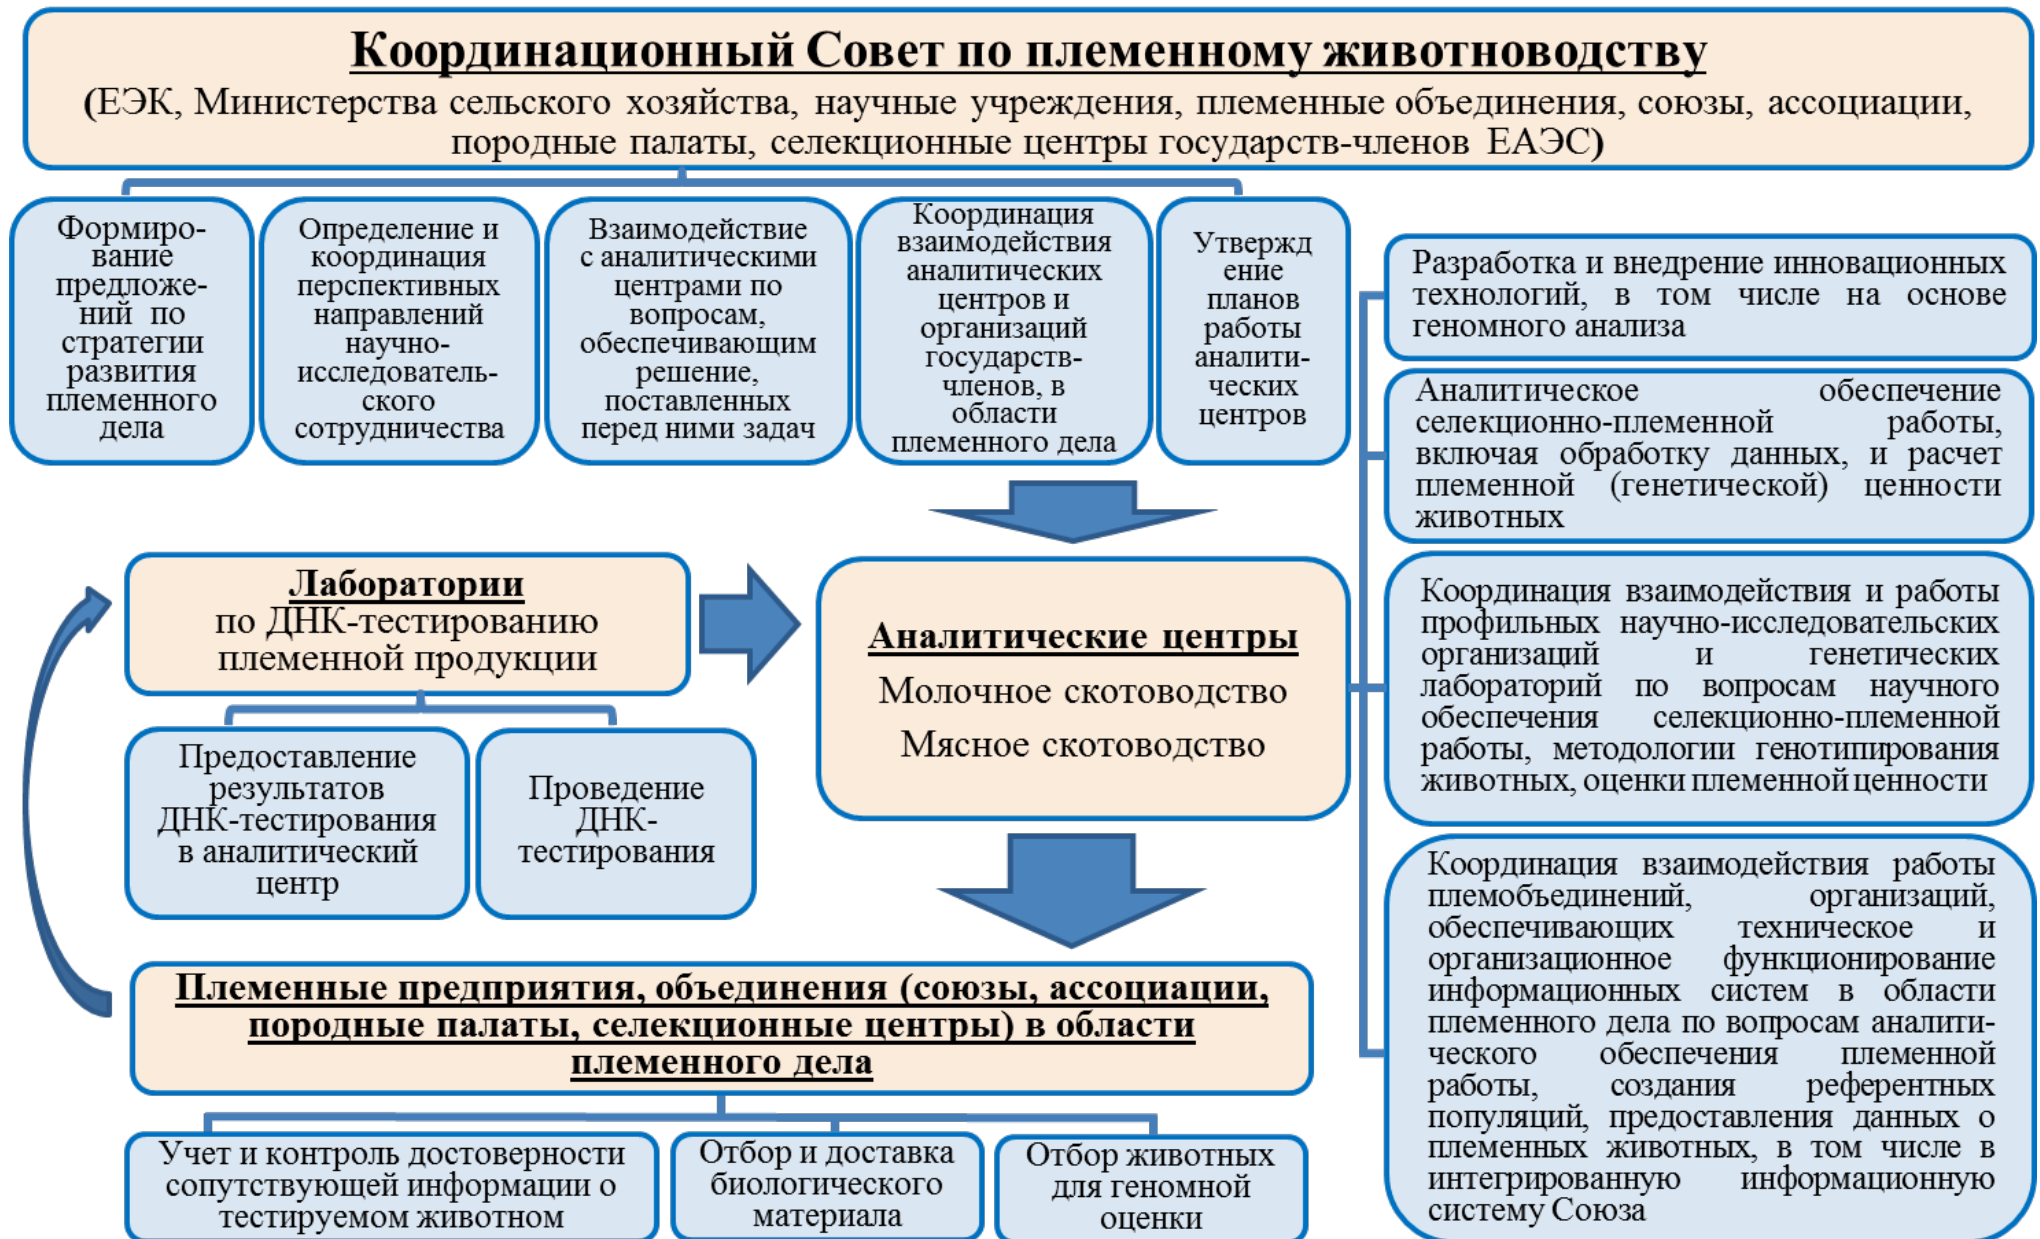 Координационный Совет по племенному животноводству
(ЕЭК, Министерства сельского хозяйства, научные учреждения, племенные объединения, союзы, ассоциации,
породные палаты, селекционные центры государств-членов ЕАЭС)
Формиро-
вание
предложе-
ний по
стратегии
развития
племенного
дела
Определение и
координация
перспективных
направлений
научно-
исследователь-
ского
сотрудничества
Взаимодействие
с аналитическими
центрами по
вопросам,
обеспечивающим
решение,
поставленных
перед ними задач
Координация
взаимодействия
аналитических
центров и
организаций
государств-
членов, в
области
племенного дела
Утвержд
ение
планов
работы
аналити-
ческих
центров
Разработка и внедрение инновационных
технологий, в том числе на основе
геномного анализа
Аналитическое обеспечение
селекционно-племенной работы,
включая обработку данных, и расчет
племенной (генетической) ценности
животных
Координация взаимодействия и работы
профильных научно-исследовательских
организаций и генетических
лабораторий по вопросам научного
обеспечения селекционно-племенной
работы, методологии генотипирования
животных, оценки племенной ценности
Координация взаимодействия работы
племобъединений, организаций,
обеспечивающих техническое и
организационное функционирование
информационных систем в области
племенного дела по вопросам аналити-
ческого обеспечения племенной
работы, создания референтных
популяций, предоставления данных о
племенных животных, в том числе в
интегрированную информационную
систему Союза
Лаборатории
по ДНК-тестированию
племенной продукции
Аналитические центры
Молочное скотоводство
Мясное скотоводство
Предоставление
результатов
ДНК-тестирования
в аналитический
центр
Проведение
ДНК-
тестирования
Племенные предприятия, объединения (союзы, ассоциации,
породные палаты, селекционные центры) в области
племенного дела
Учет и контроль достоверности
сопутствующей информации о
тестируемом животном
Отбор и доставка
биологического
материала
Отбор животных
для геномной
оценки